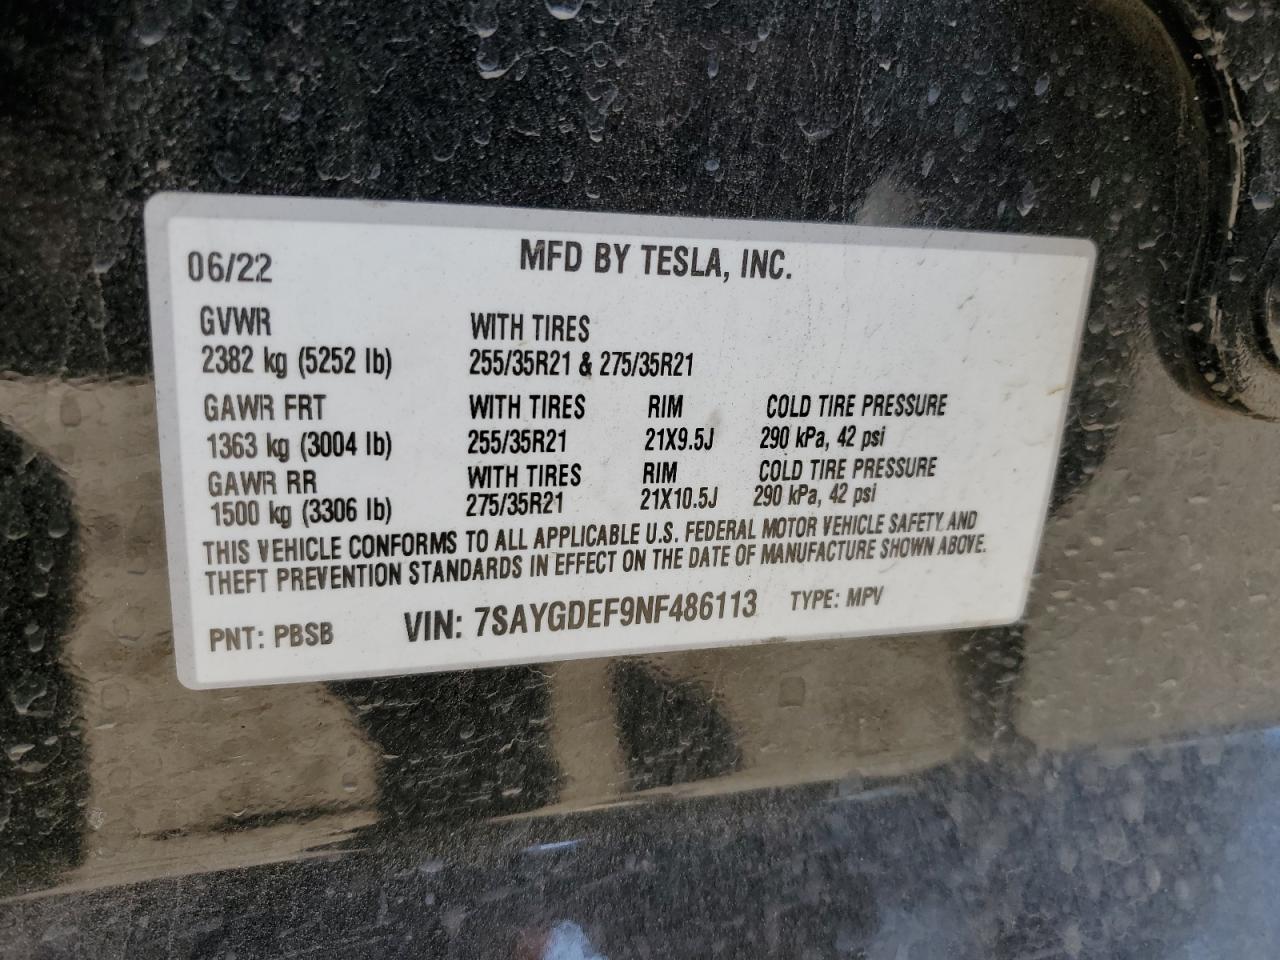 06/22 MFD BY TESLA, INC.
GVWR WITH TIRES
2382 kg (5252 lb) 255/35R21 & 275/35R21
GAWR FRT WITH TIRES RIM COLD TIRE PRESSURE
1363 kg (3004 lb) 255/35R21 21X9.5J 290 kPa, 42 psi
GAWR RR WITH TIRES RIM COLD TIRE PRESSURE
1500 kg (3306 lb) 275/35R21 21X10.5J 290 kPa, 42 psi
THIS VEHICLE CONFORMS TO ALL APPLICABLE U.S. FEDERAL MOTOR VEHICLE SAFETY AND
THEFT PREVENTION STANDARDS IN EFFECT ON THE DATE OF MANUFACTURE SHOWN ABOVE.
PNT: PBSB VIN: 7SAYGDEF9NF486113 TYPE: MPV